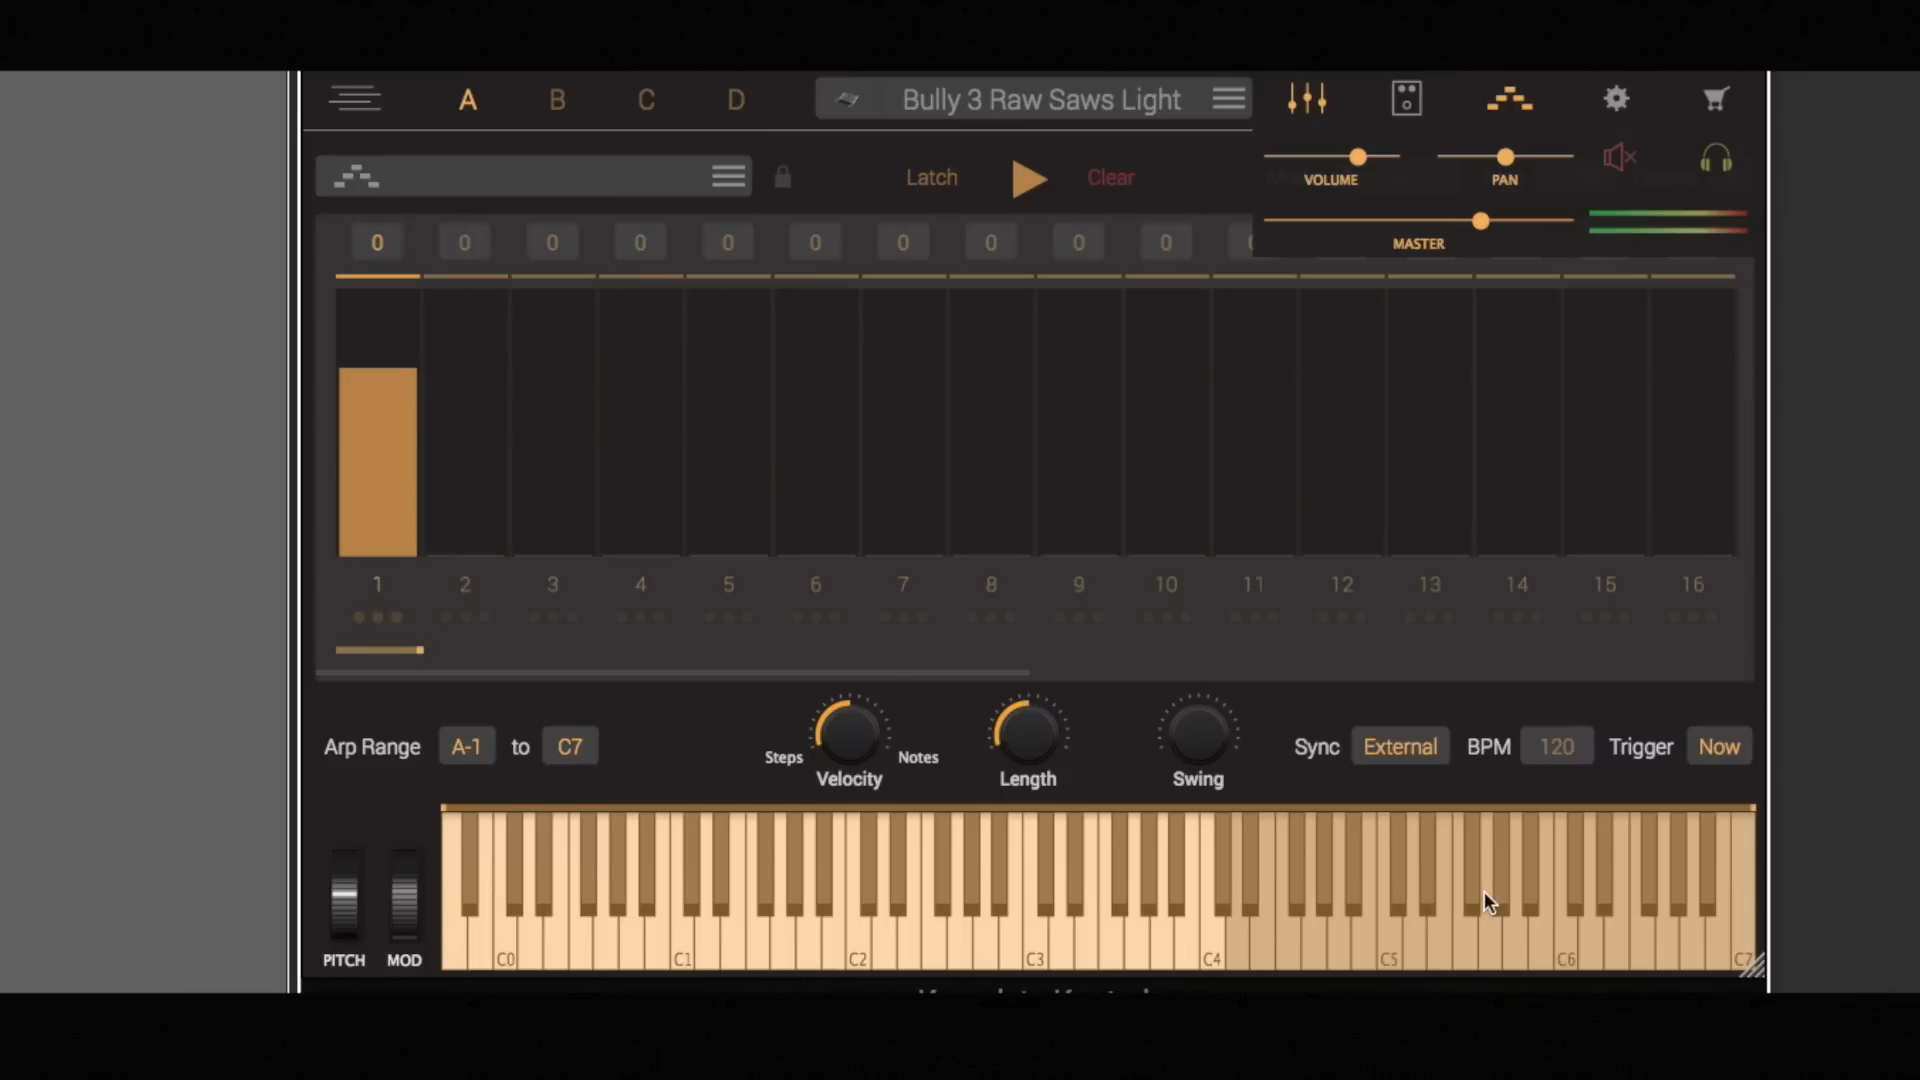 A B C D Bully 3 Raw Saws Light
VOLUME PAN
Latch Clear
MASTER
0 0 0 0 0 0 0 0 0 0
1 2 3 4 5 6 7 8 9 10 11 12 13 14 15 16
Arp Range A-1 to C7 Steps Notes Sync External BPM 120 Trigger Now
Velocity Length Swing
PITCH MOD C0 C1 C2 C3 C4 C5 C6 C7